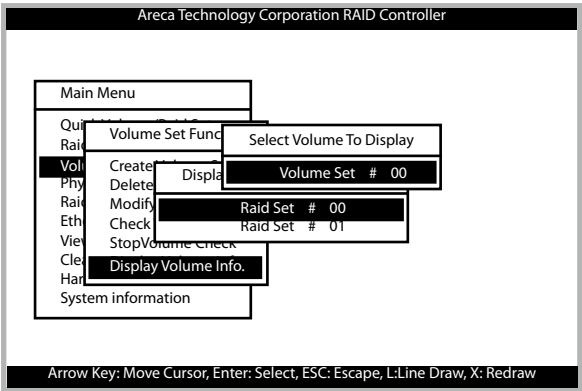 Areca Technology Corporation RAID Controller
Main Menu
Volume Set Func
Select Volume To Display
Create
Delete
Modify
Check
StopVolume Check
Display Volume Info.
Volume Set # 00
Raid Set # 00
Raid Set # 01
System information
Arrow Key: Move Cursor, Enter: Select, ESC: Escape, L:Line Draw, X: Redraw